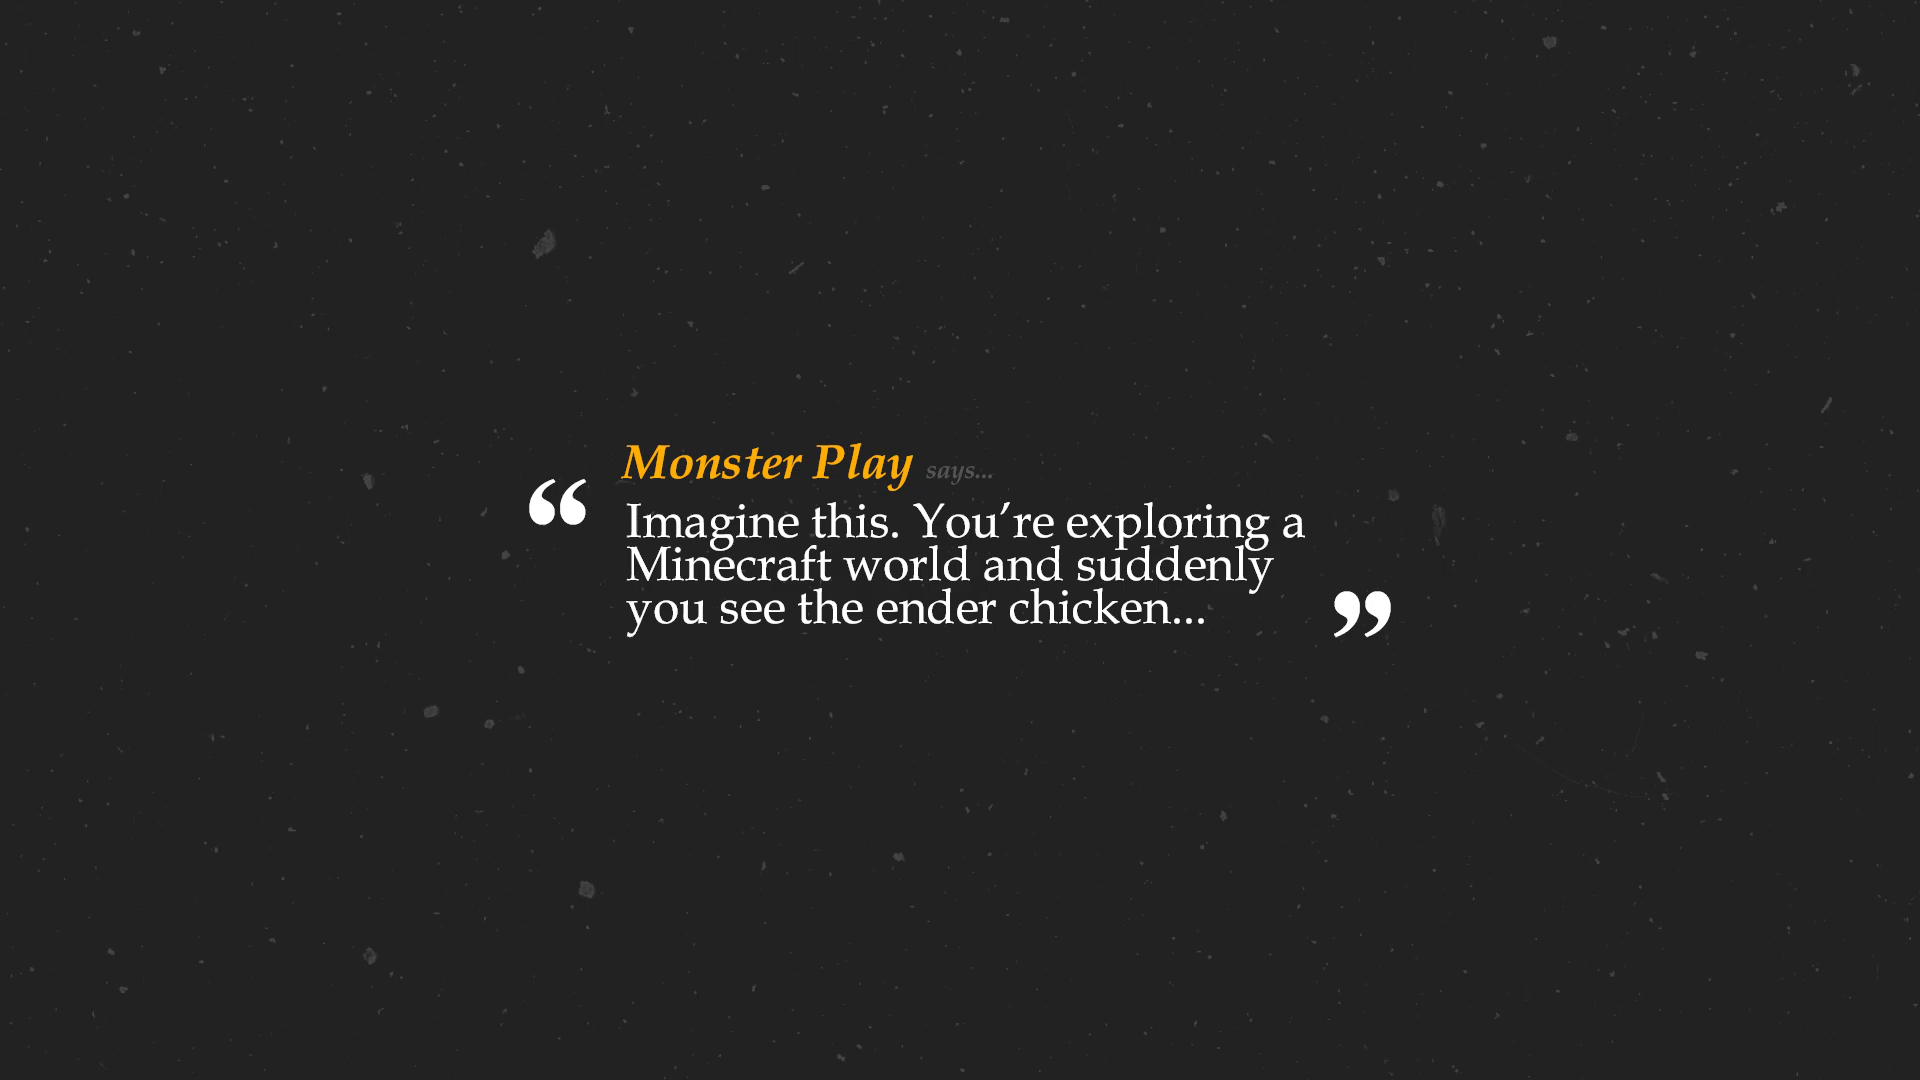 Monster Play says...
“ Imagine this. You’re exploring a
Minecraft world and suddenly
you see the ender chicken... ”